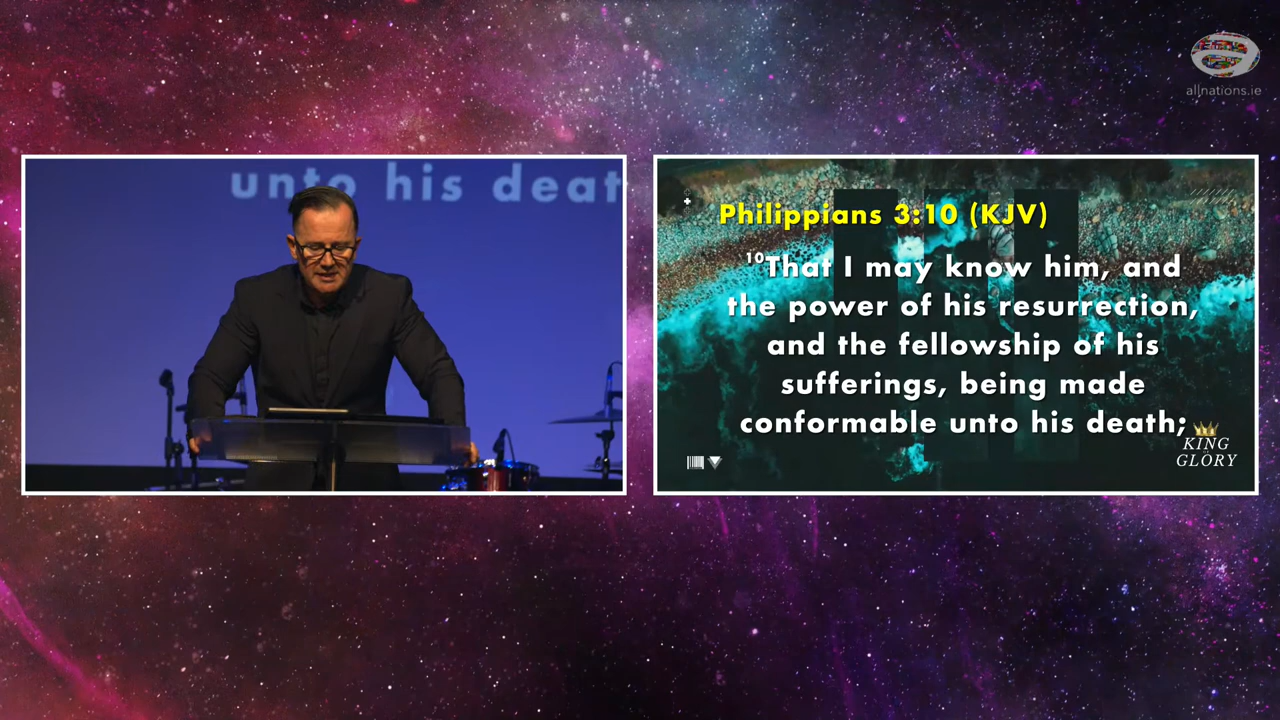 allnations.ie
unto his deat
Philippians 3:10 (KJV)
10That I may know him, and
the power of his resurrection,
and the fellowship of his
sufferings, being made
conformable unto his death;
KING
GLORY